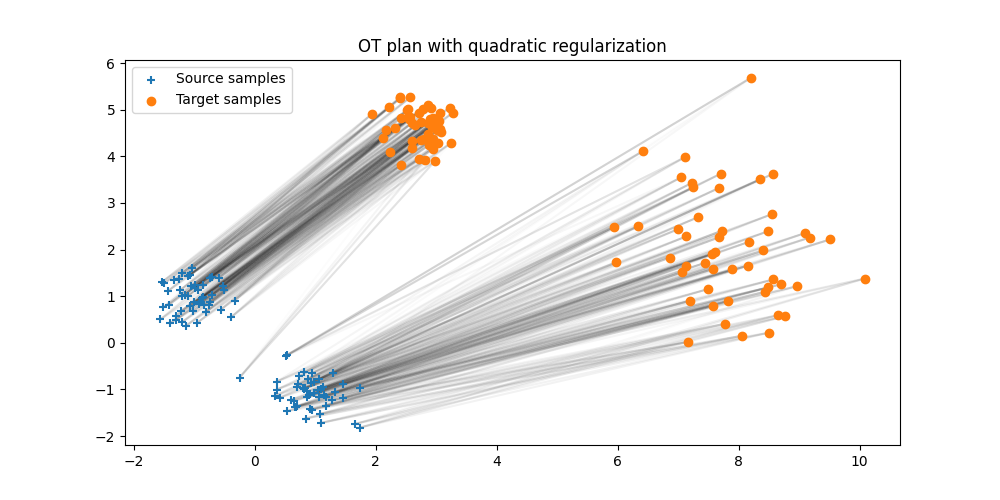 OT plan with quadratic regularization
Source samples
Target samples
6
5
4
3
2
1
0
−1
−2
−2 0 2 4 6 8 10